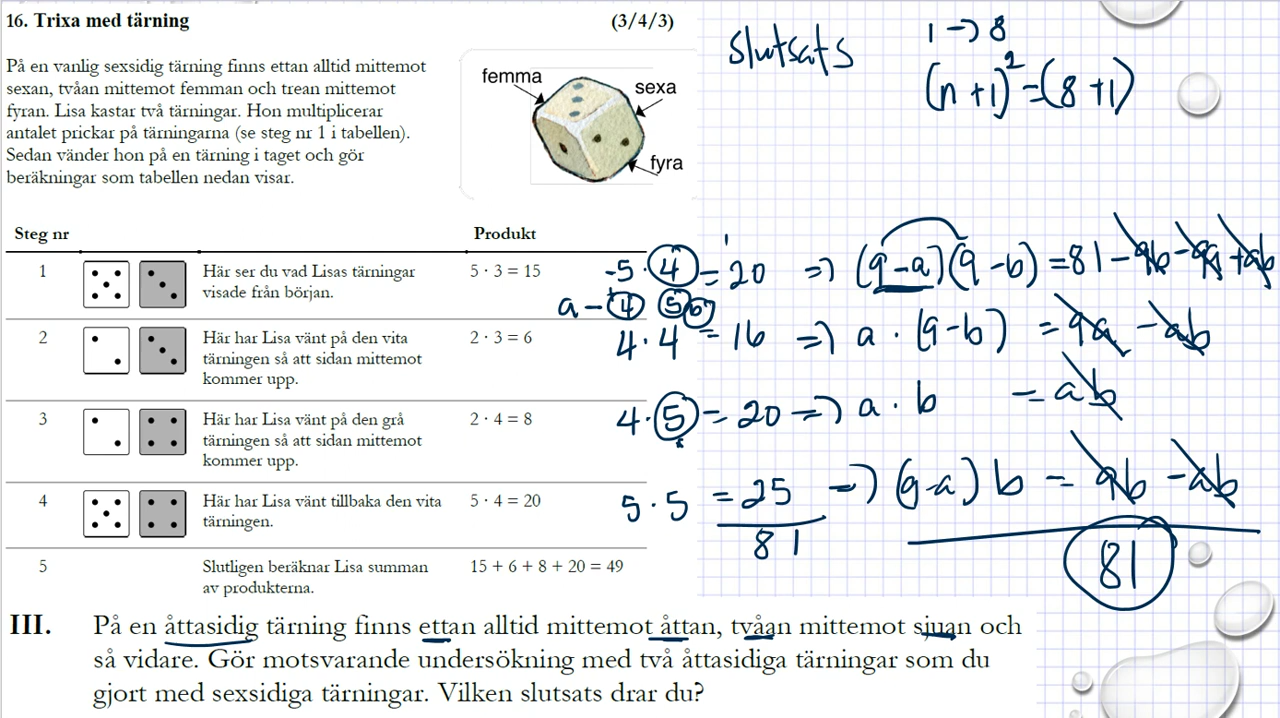 16. Trixa med tärning (3/4/3)
På en vanlig sexsidig tärning finns ettan alltid mittemot
sexan, tvåan mittemot femman och trean mittemot
fyran. Lisa kastar två tärningar. Hon multiplicerar
antalet prickar på tärningarna (se steg nr 1 i tabellen).
Sedan vänder hon på en tärning i taget och gör
beräkningar som tabellen nedan visar.
femma
sexa
fyra
Slutsats
1 → 8
(n + 1)² = (8 + 1)
Steg nr Produkt
1 Här ser du vad Lisas tärningar 5 · 3 = 15
visade från början.
2 Här har Lisa vänt på den vita 2 · 3 = 6
tärningen så att sidan mittemot
kommer upp.
3 Här har Lisa vänt på den grå 2 · 4 = 8
tärningen så att sidan mittemot
kommer upp.
4 Här har Lisa vänt tillbaka den vita 5 · 4 = 20
tärningen.
5 Slutligen beräknar Lisa summan 15 + 6 + 8 + 20 = 49
av produkterna.
5 · 4 = 20 => (9 - a)(9 - b) = 81 - 9b - 9a + ab
a - 4 5 b
4 · 4 = 16 => a · (9 - b) = 9a - ab
4 · 5 = 20 => a · b = ab
5 · 5 = 25 => (9 - a) b = 9b - ab
81
81
III. På en åttasidig tärning finns ettan alltid mittemot åttan, tvåan mittemot sjuan och
så vidare. Gör motsvarande undersökning med två åttasidiga tärningar som du
gjort med sexsidiga tärningar. Vilken slutsats drar du?